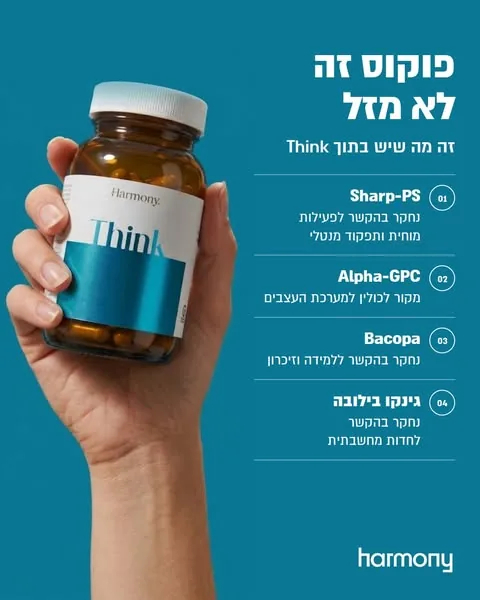 פוקוס זה
לא מזל
זה מה שיש בתוך Think
01
Sharp-PS
נחקר בהקשר לפעילות
מוחית ותפקוד מנטלי
02
Alpha-GPC
מקור לכולין למערכת העצבים
03
Bacopa
נחקר בהקשר ללמידה וזיכרון
04
גינקו בילובה
נחקר בהקשר
לחדות מחשבתית
Harmony.
Think
harmony